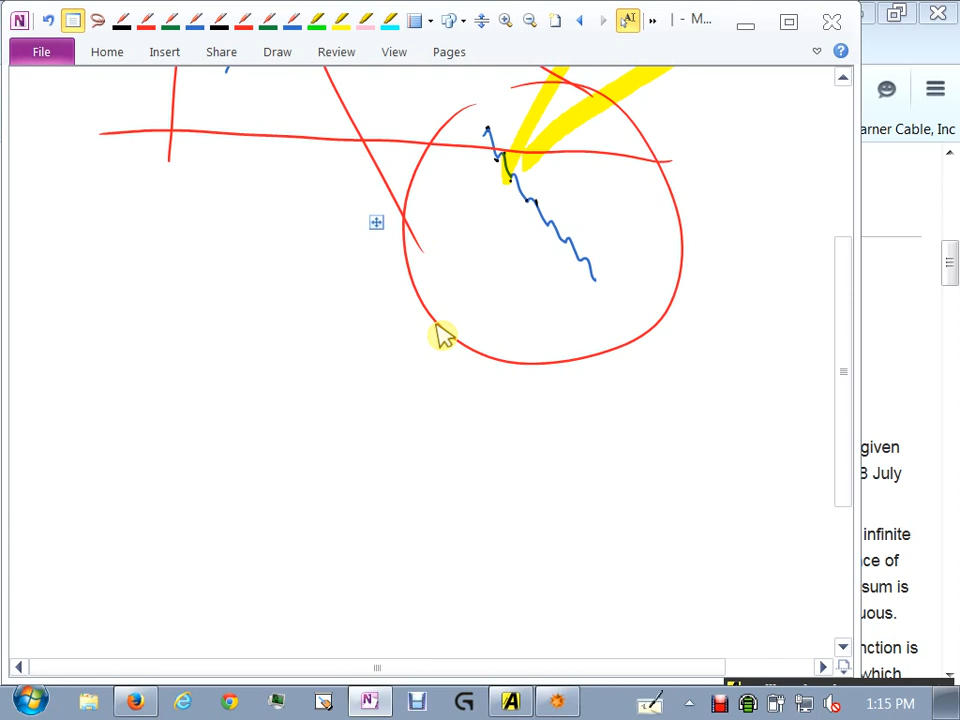 | - M...
File Home Insert Share Draw Review View Pages
arner Cable, Inc
given
8 July
infinite
ce of
sum is
uous.
nction is
which
1:15 PM